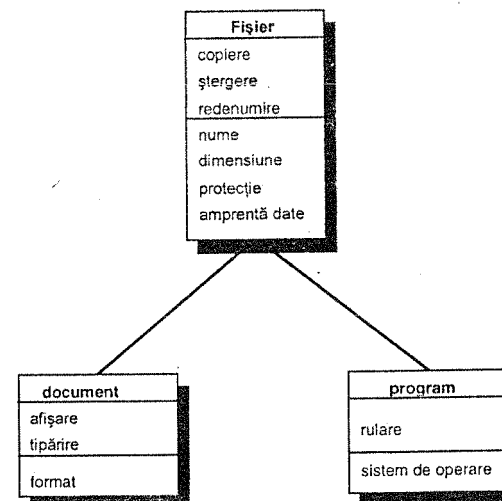 Fişier
copiere
ştergere
redenumire
nume
dimensiune
protecţie
amprentă date
document
afişare
tipărire
format
program
rulare
sistem de operare